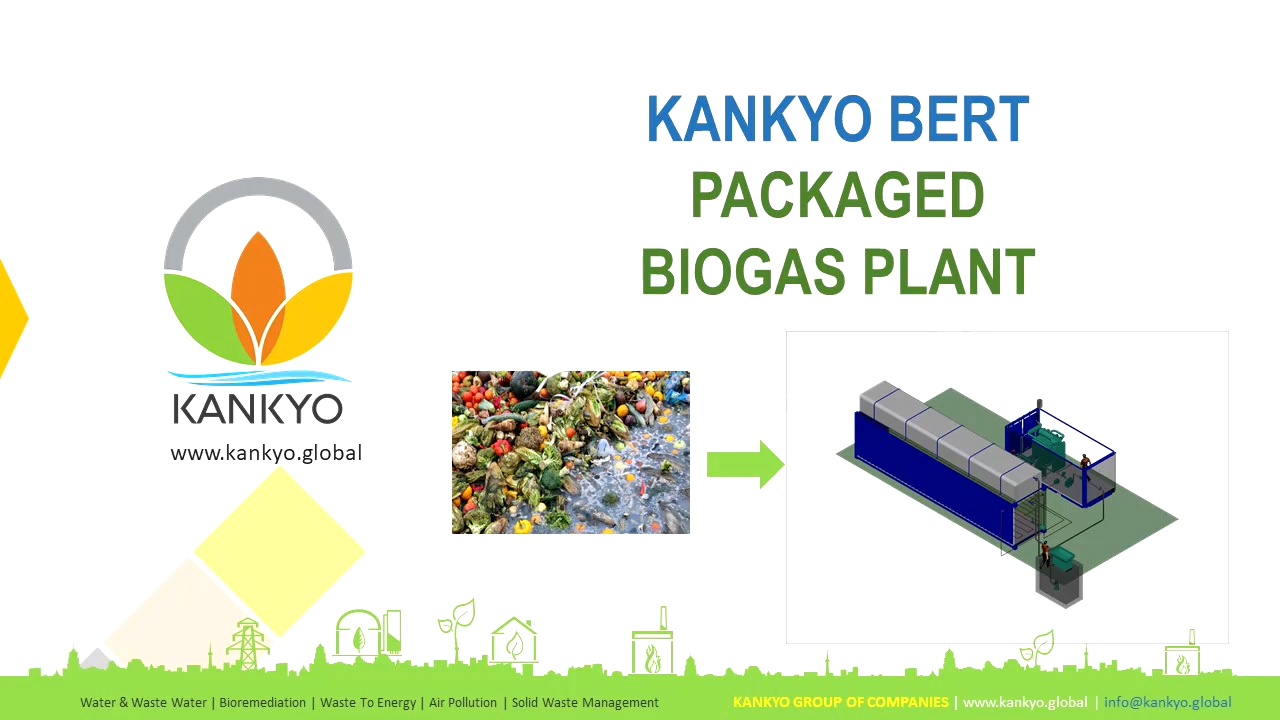 KANKYO BERT
PACKAGED
BIOGAS PLANT
KANKYO
www.kankyo.global
Water & Waste Water | Bioremediation | Waste To Energy | Air Pollution | Solid Waste Management
KANKYO GROUP OF COMPANIES | www.kankyo.global | info@kankyo.global